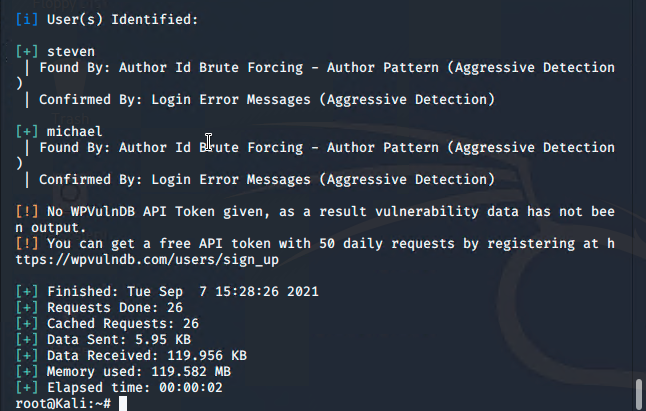 [i] User(s) Identified:
[+] steven
| Found By: Author Id Brute Forcing - Author Pattern (Aggressive Detection
)
| Confirmed By: Login Error Messages (Aggressive Detection)
[+] michael
| Found By: Author Id Brute Forcing - Author Pattern (Aggressive Detection
)
| Confirmed By: Login Error Messages (Aggressive Detection)
[!] No WPVulnDB API Token given, as a result vulnerability data has not bee
n output.
[!] You can get a free API token with 50 daily requests by registering at h
ttps://wpvulndb.com/users/sign_up
[+] Finished: Tue Sep  7 15:28:26 2021
[+] Requests Done: 26
[+] Cached Requests: 26
[+] Data Sent: 5.95 KB
[+] Data Received: 119.956 KB
[+] Memory used: 119.582 MB
[+] Elapsed time: 00:00:02
root@Kali:~#